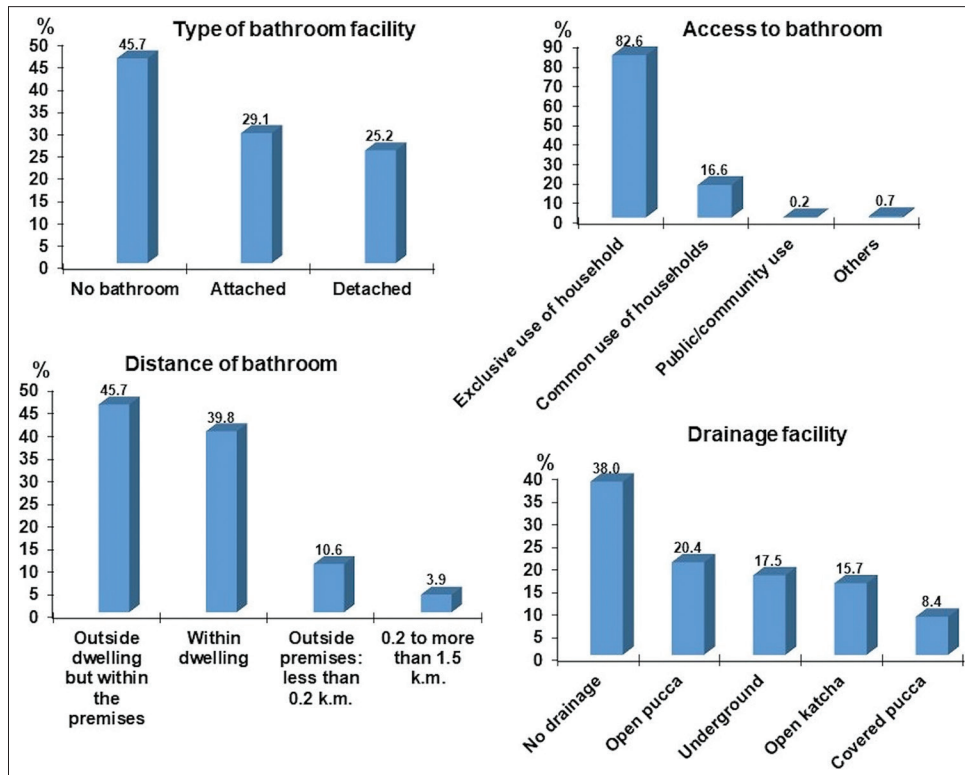 Type of bathroom facility
%
50
45
40
35
30
25
20
15
10
5
0
45.7
29.1
25.2
No bathroom
Attached
Detached
Access to bathroom
%
90
80
70
60
50
40
30
20
10
0
82.6
16.6
0.2
0.7
Exclusive use of household
Common use of households
Public/community use
Others
Distance of bathroom
%
50
45
40
35
30
25
20
15
10
5
0
45.7
39.8
10.6
3.9
Outside
dwelling
but within
the
premises
Within
dwelling
Outside
premises:
less than
0.2 k.m.
0.2 to more
than 1.5
k.m.
Drainage facility
%
40
35
30
25
20
15
10
5
0
38.0
20.4
17.5
15.7
8.4
No drainage
Open pucca
Underground
Open katcha
Covered pucca